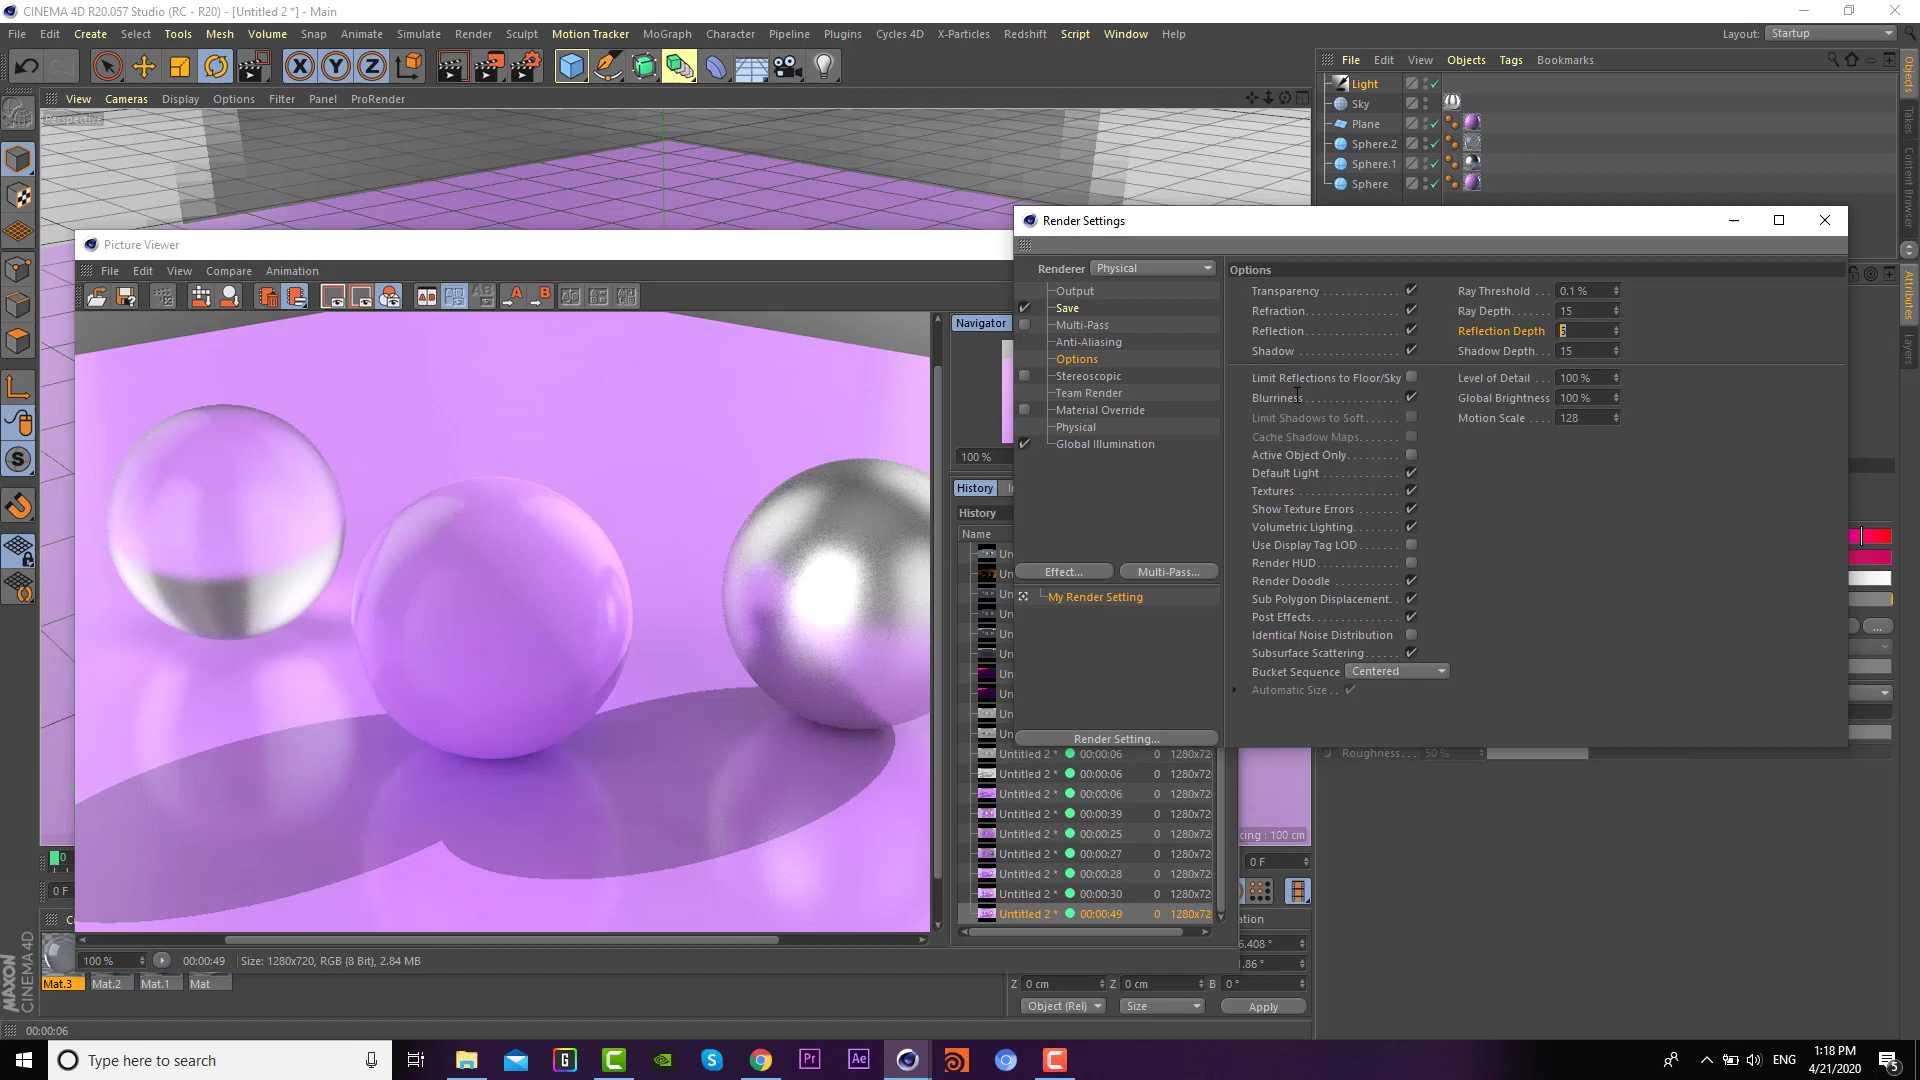 CINEMA 4D R20.057 Studio (RC - R20) - [Untitled 2 *] - Main
File Edit Create Select Tools Mesh Volume Snap Animate Simulate Render Sculpt Motion Tracker MoGraph Character Pipeline Plugins Cycles 4D X-Particles Redshift Script Window Help
Layout: Startup
File Edit View Objects Tags Bookmarks
View Cameras Display Options Filter Panel ProRender
Perspective
Light
Sky
Plane
Sphere.2
Sphere.1
Sphere
Objects
Takes
Content Browser
Attributes
Layers
Picture Viewer
File Edit View Compare Animation
Navigator
100 %
History
History
Name
Untitled 2 * 00:00:06 0 1280x72
Untitled 2 * 00:00:06 0 1280x72
Untitled 2 * 00:00:06 0 1280x72
Untitled 2 * 00:00:39 0 1280x72
Untitled 2 * 00:00:25 0 1280x72
Untitled 2 * 00:00:27 0 1280x72
Untitled 2 * 00:00:28 0 1280x72
Untitled 2 * 00:00:30 0 1280x72
Untitled 2 * 00:00:49 0 1280x72
100 % 00:00:49 Size: 1280x720, RGB (8 Bit), 2.84 MB
Render Settings
Renderer Physical
Output
Save
Multi-Pass
Anti-Aliasing
Options
Stereoscopic
Team Render
Material Override
Physical
Global Illumination
Effect... Multi-Pass...
My Render Setting
Render Setting...
Options
Transparency Ray Threshold 0.1 %
Refraction Ray Depth 15
Reflection Reflection Depth 5
Shadow Shadow Depth 15
Limit Reflections to Floor/Sky Level of Detail 100 %
Blurriness Global Brightness 100 %
Limit Shadows to Soft Motion Scale 128
Cache Shadow Maps
Active Object Only
Default Light
Textures
Show Texture Errors
Volumetric Lighting
Use Display Tag LOD
Render HUD
Render Doodle
Sub Polygon Displacement
Post Effects
Identical Noise Distribution
Subsurface Scattering
Bucket Sequence Centered
Automatic Size
Roughness 50 %
cing : 100 cm
0
0 F
0 F
ation
6.408 °
.86 °
Z 0 cm Z 0 cm B 0 °
Object (Rel) Size Apply
Mat.3 Mat.2 Mat.1 Mat
MAXON
CINEMA 4D
00:00:06
Type here to search
ENG
1:18 PM
4/21/2020
5